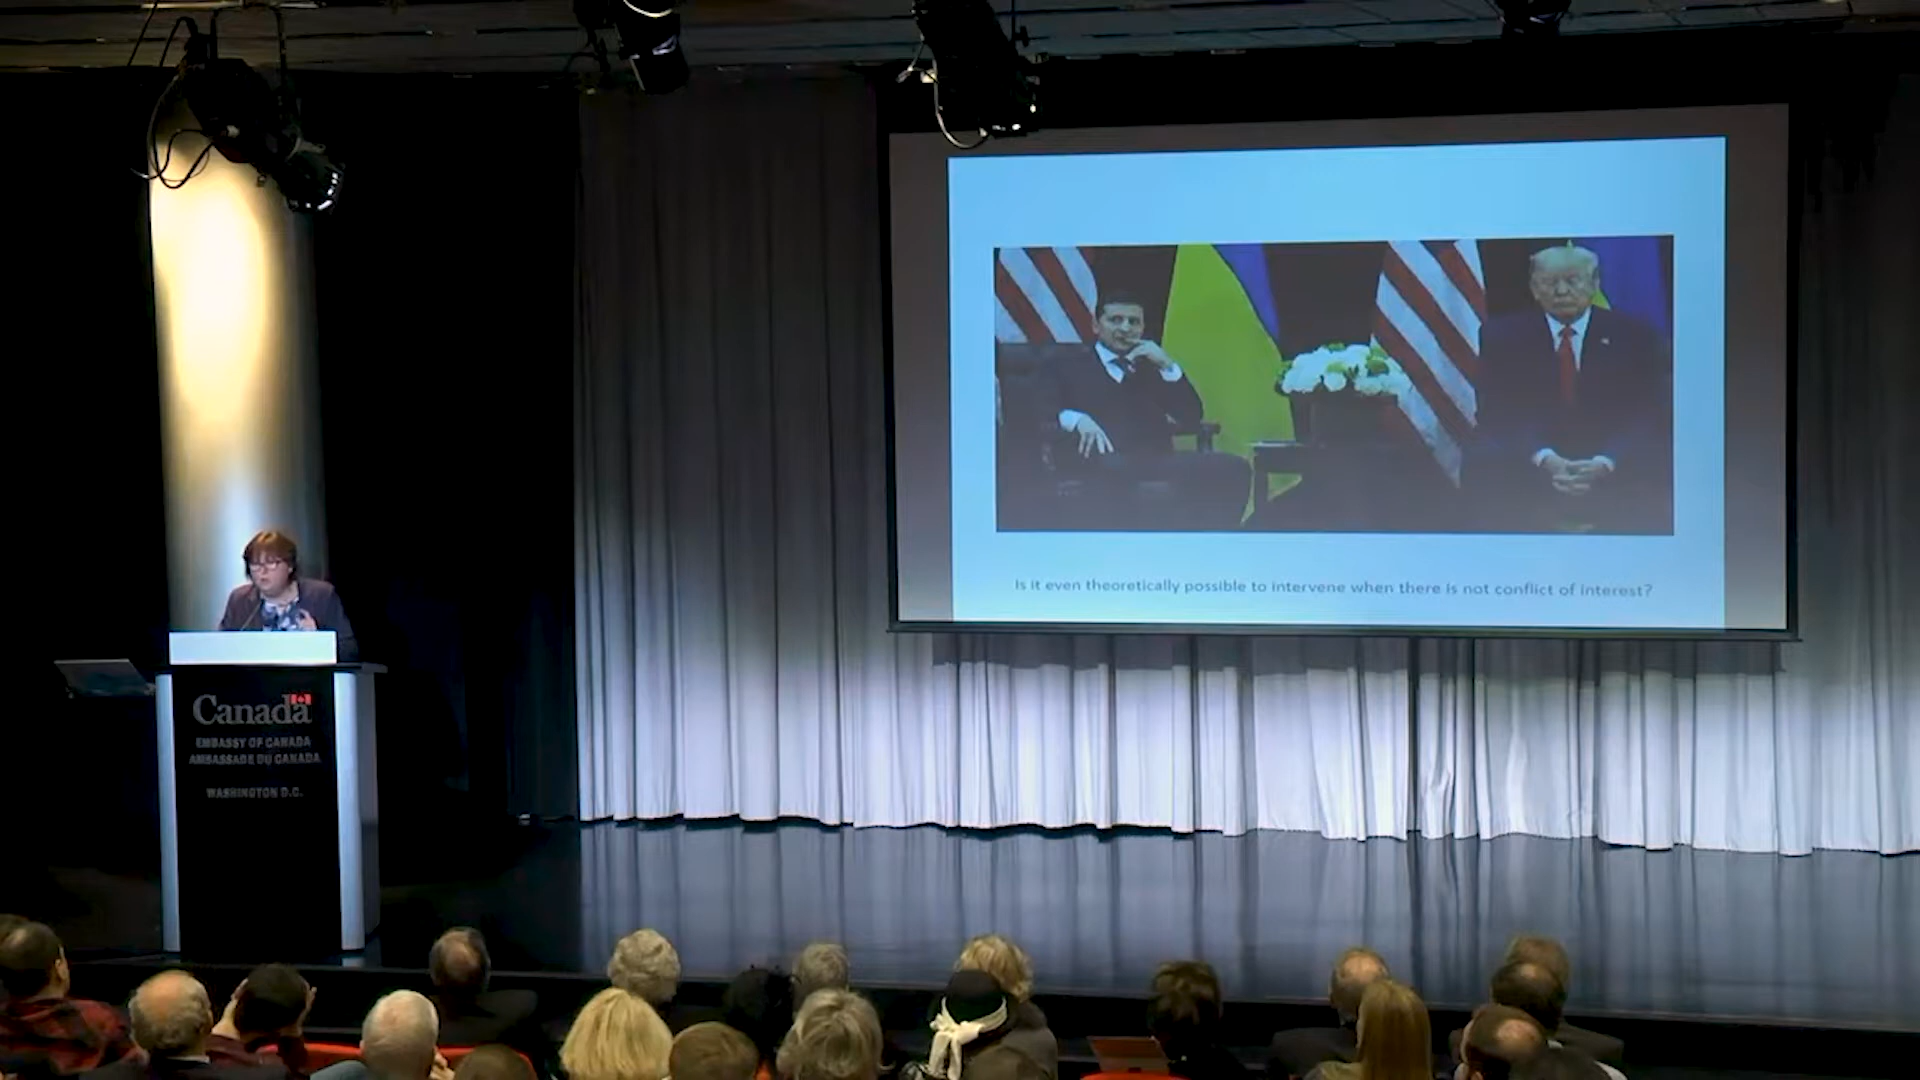 Is it even theoretically possible to intervene when there is not conflict of interest?
Canada
EMBASSY OF CANADA
AMBASSADE DU CANADA
WASHINGTON D.C.